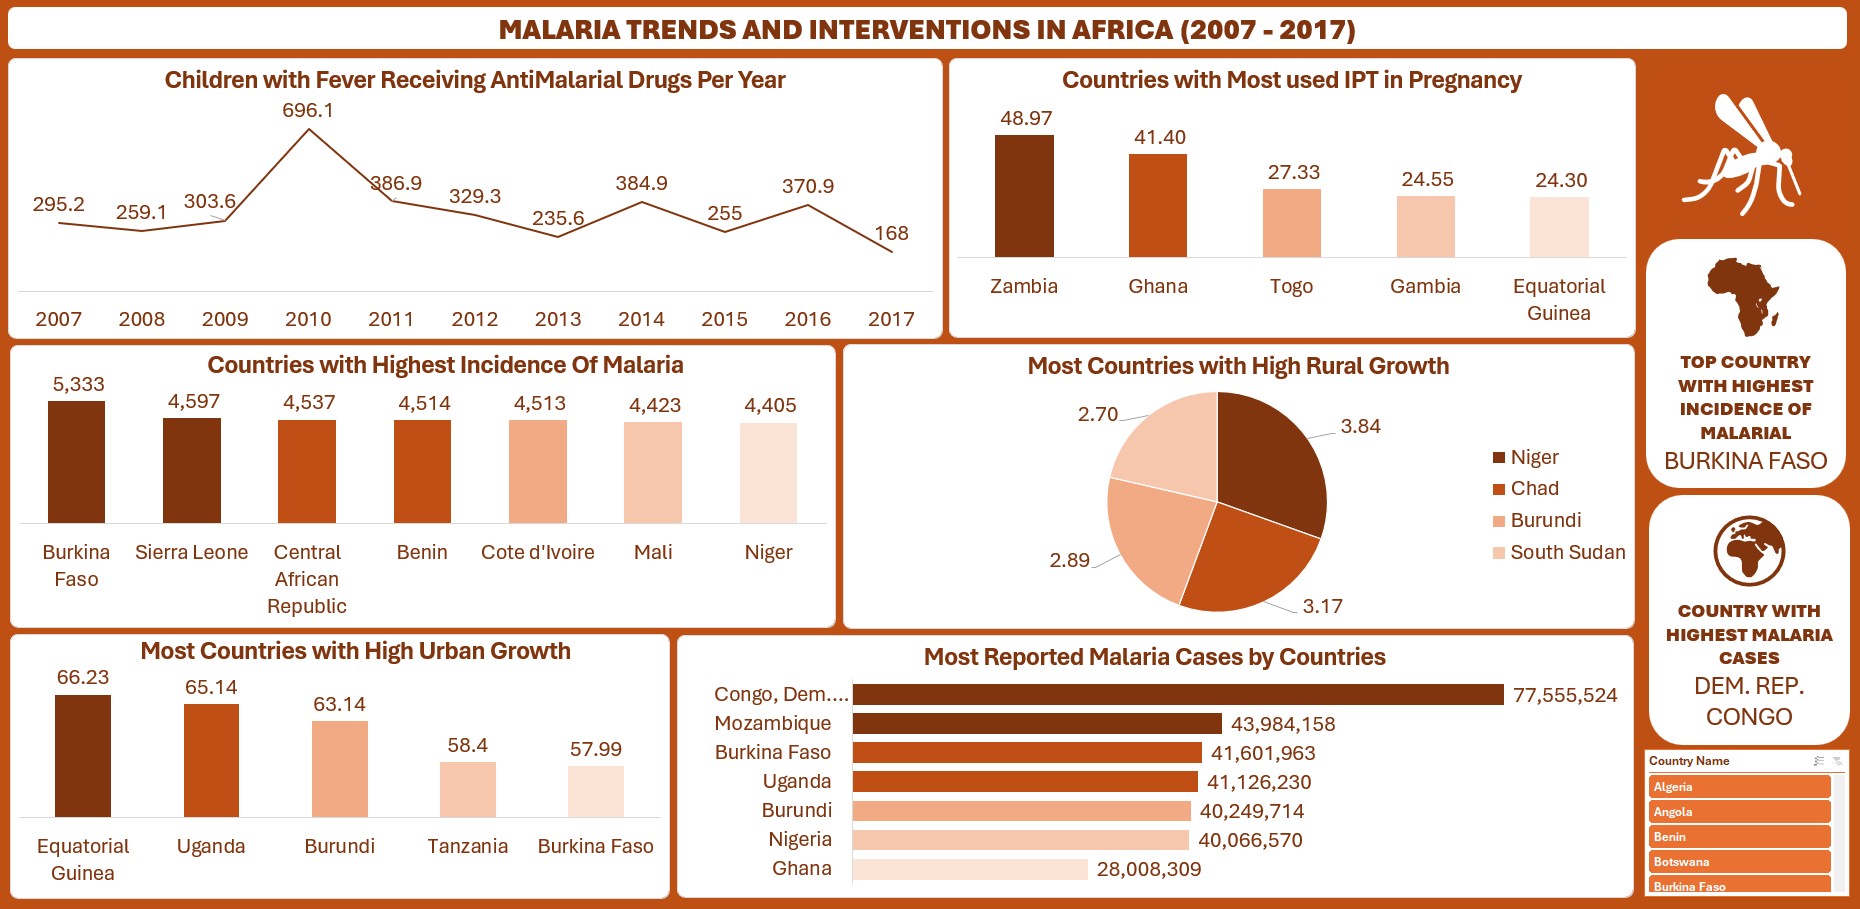 MALARIA TRENDS AND INTERVENTIONS IN AFRICA (2007 - 2017)
Children with Fever Receiving AntiMalarial Drugs Per Year
696.1
295.2
259.1
303.6
386.9
329.3
235.6
384.9
255
370.9
168
2007 2008 2009 2010 2011 2012 2013 2014 2015 2016 2017
Countries with Most used IPT in Pregnancy
48.97
41.40
27.33
24.55
24.30
Zambia Ghana Togo Gambia Equatorial
Guinea
Countries with Highest Incidence Of Malaria
5,333
4,597
4,537
4,514
4,513
4,423
4,405
Burkina Sierra Leone Central Benin Cote d'Ivoire Mali Niger
Faso African
Republic
Most Countries with High Rural Growth
2.70
3.84
2.89
3.17
Niger
Chad
Burundi
South Sudan
Most Countries with High Urban Growth
66.23
65.14
63.14
58.4
57.99
Equatorial Uganda Burundi Tanzania Burkina Faso
Guinea
Most Reported Malaria Cases by Countries
Congo, Dem.... 77,555,524
Mozambique 43,984,158
Burkina Faso 41,601,963
Uganda 41,126,230
Burundi 40,249,714
Nigeria 40,066,570
Ghana 28,008,309
TOP COUNTRY
WITH HIGHEST
INCIDENCE OF
MALARIAL
BURKINA FASO
COUNTRY WITH
HIGHEST MALARIA
CASES
DEM. REP.
CONGO
Country Name
Algeria
Angola
Benin
Botswana
Burkina Faso